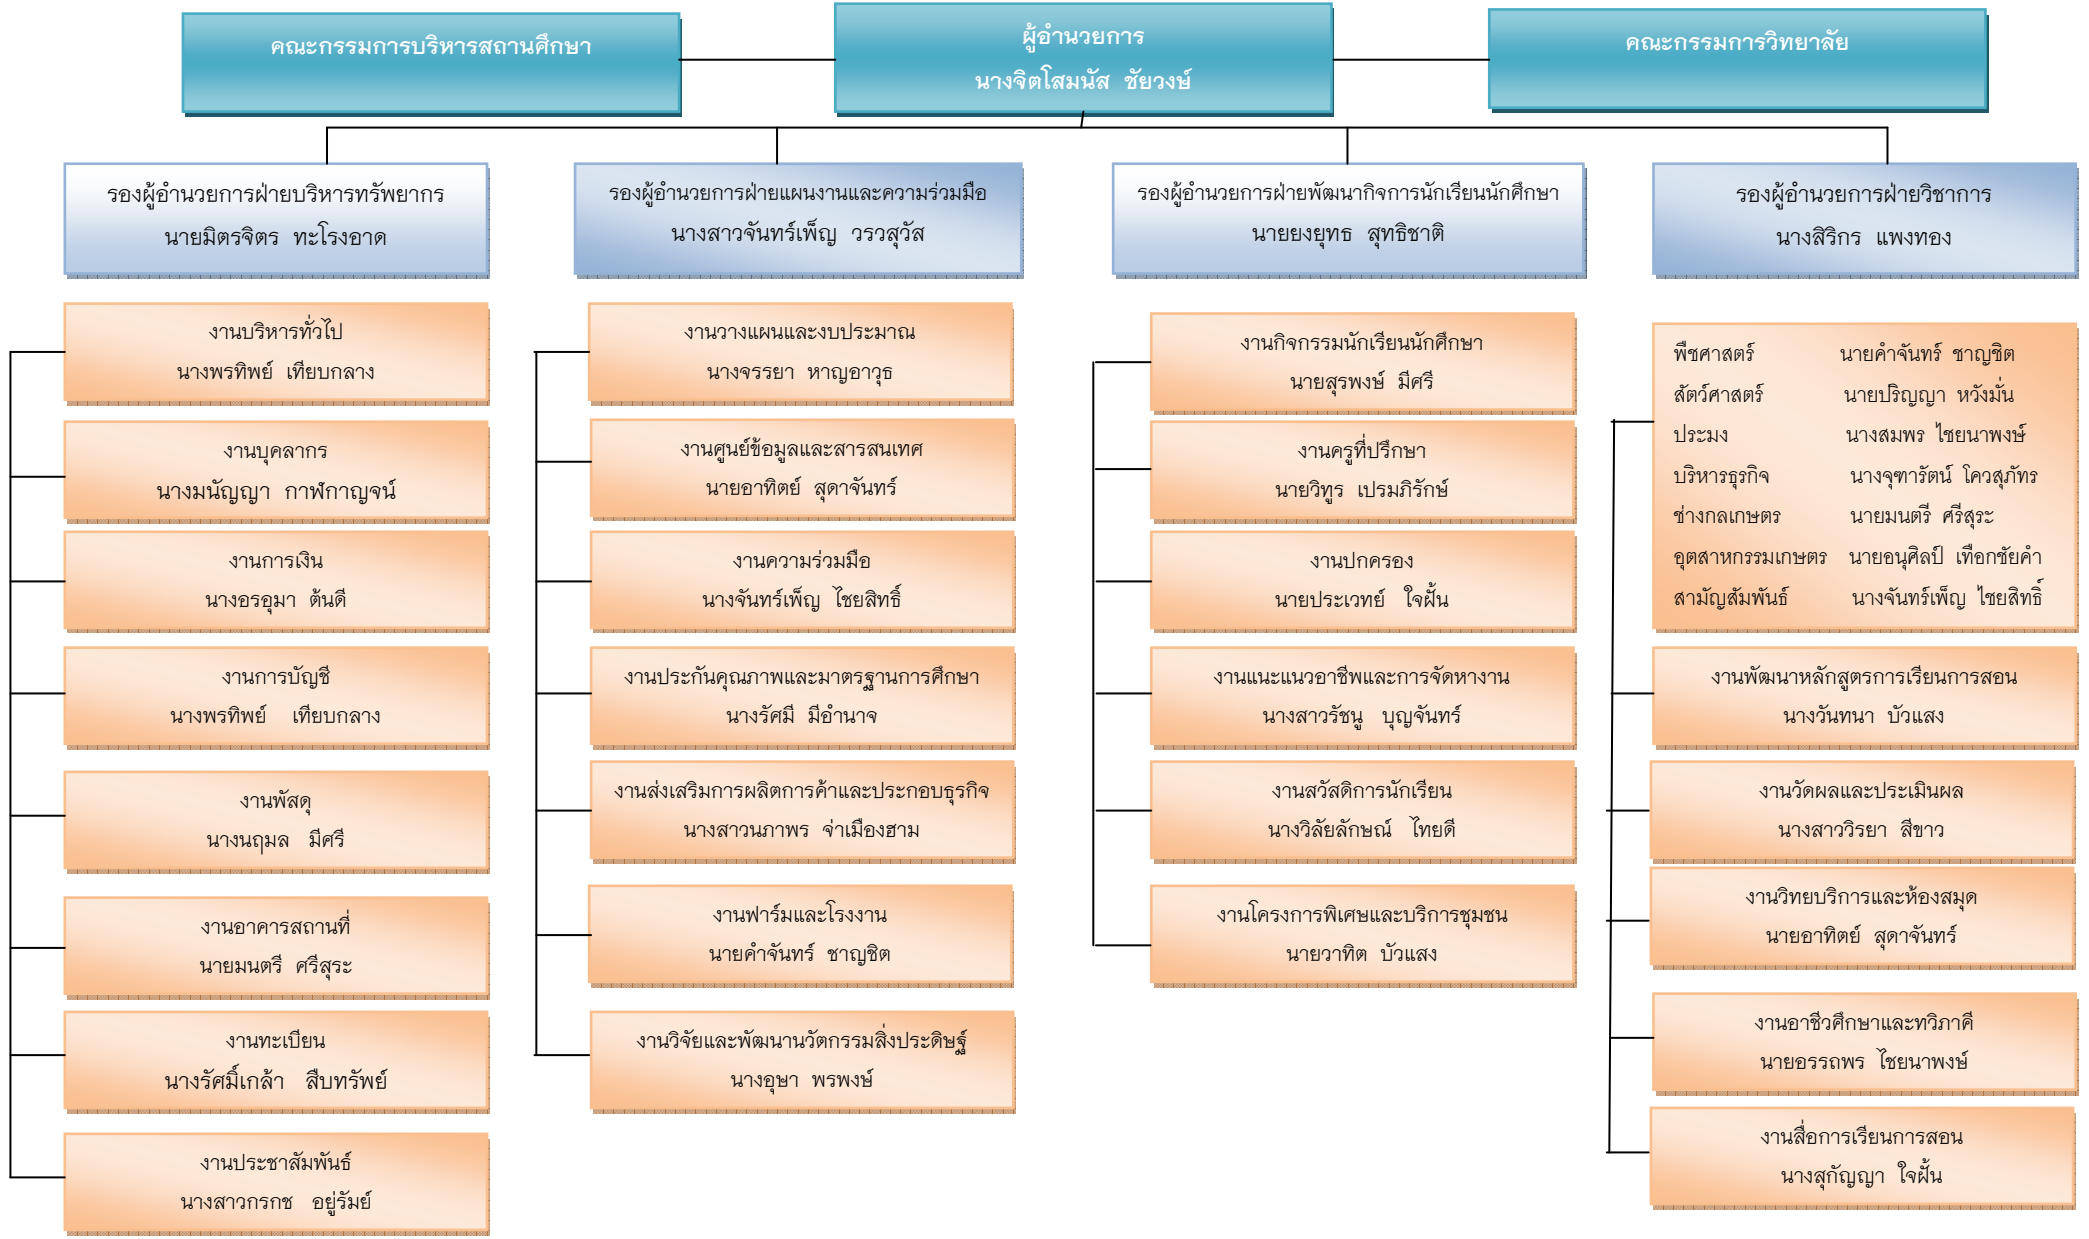 คณะกรรมการบริหารสถานศึกษา
ผู้อำนวยการ
นางจิตโสมนัส ชัยวงษ์
คณะกรรมการวิทยาลัย
รองผู้อำนวยการฝ่ายบริหารทรัพยากร
นายมิตรจิตร ทะโรงอาด
รองผู้อำนวยการฝ่ายแผนงานและความร่วมมือ
นางสาวจันทร์เพ็ญ วรวสุวัส
รองผู้อำนวยการฝ่ายพัฒนากิจการนักเรียนนักศึกษา
นายยงยุทธ สุทธิชาติ
รองผู้อำนวยการฝ่ายวิชาการ
นางสิริกร แพงทอง
งานบริหารทั่วไป
นางพรทิพย์ เทียบกลาง
งานบุคลากร
นางมนัญญา กาฬกาญจน์
งานการเงิน
นางอรอุมา ต้นดี
งานการบัญชี
นางพรทิพย์ เทียบกลาง
งานพัสดุ
นางนฤมล มีศรี
งานอาคารสถานที่
นายมนตรี ศรีสุระ
งานทะเบียน
นางรัศมิ์เกล้า สืบทรัพย์
งานประชาสัมพันธ์
นางสาวกรกช อยู่รัมย์
งานวางแผนและงบประมาณ
นางจรรยา หาญอาวุธ
งานศูนย์ข้อมูลและสารสนเทศ
นายอาทิตย์ สุดาจันทร์
งานความร่วมมือ
นางจันทร์เพ็ญ ไชยสิทธิ์
งานประกันคุณภาพและมาตรฐานการศึกษา
นางรัศมี มีอำนาจ
งานส่งเสริมการผลิตการค้าและประกอบธุรกิจ
นางสาวนภาพร จ่าเมืองฮาม
งานฟาร์มและโรงงาน
นายคำจันทร์ ชาญชิต
งานวิจัยและพัฒนานวัตกรรมสิ่งประดิษฐ์
นางอุษา พรพงษ์
งานกิจกรรมนักเรียนนักศึกษา
นายสุรพงษ์ มีศรี
งานครูที่ปรึกษา
นายวิทูร เปรมภิรักษ์
งานปกครอง
นายประเวทย์ ใจฝั้น
งานแนะแนวอาชีพและการจัดหางาน
นางสาวรัชนู บุญจันทร์
งานสวัสดิการนักเรียน
นางวิลัยลักษณ์ ไทยดี
งานโครงการพิเศษและบริการชุมชน
นายวาทิต บัวแสง
พืชศาสตร์ นายคำจันทร์ ชาญชิต
สัตว์ศาสตร์ นายปริญญา หวังมั่น
ประมง นางสมพร ไชยนาพงษ์
บริหารธุรกิจ นางจุฑารัตน์ โควสุภัทร
ช่างกลเกษตร นายมนตรี ศรีสุระ
อุตสาหกรรมเกษตร นายอนุศิลป์ เทือกชัยคำ
สามัญสัมพันธ์ นางจันทร์เพ็ญ ไชยสิทธิ์
งานพัฒนาหลักสูตรการเรียนการสอน
นางวันทนา บัวแสง
งานวัดผลและประเมินผล
นางสาววิรยา สีขาว
งานวิทยบริการและห้องสมุด
นายอาทิตย์ สุดาจันทร์
งานอาชีวศึกษาและทวิภาคี
นายอรรถพร ไชยนาพงษ์
งานสื่อการเรียนการสอน
นางสุกัญญา ใจฝั้น